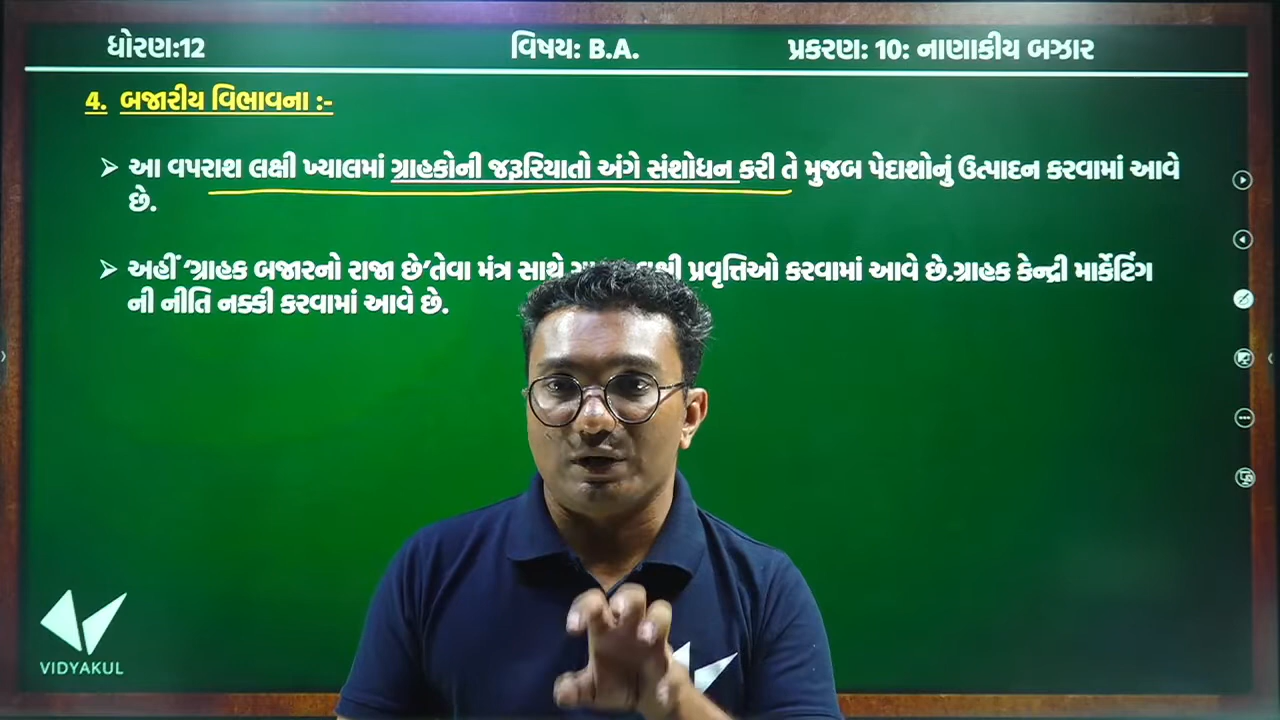 ધોરણ:12 વિષય: B.A. પ્રકરણ: 10: નાણાકીય બઝાર
4. બજારીય વિભાવના :-
➢ આ વપરાશ લક્ષી ખ્યાલમાં ગ્રાહકોની જરૂરિયાતો અંગે સંશોધન કરી તે મુજબ પેદાશોનું ઉત્પાદન કરવામાં આવે
છે.
➢ અહીં ‘ગ્રાહક બજારનો રાજા છે’તેવા મંત્ર સાથે પ્રવૃત્તિઓ કરવામાં આવે છે.ગ્રાહક કેન્દ્રી માર્કેટિંગ
ની નીતિ નક્કી કરવામાં આવે છે.
VIDYAKUL